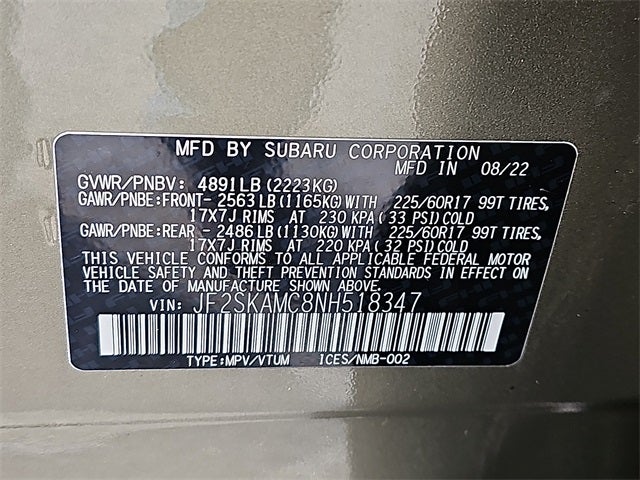 MFD BY SUBARU CORPORATION
MFD IN 08/22
GVWR/PNBV: 4891LB(2223KG)
GAWR/PNBE:FRONT- 2563LB(1165KG)WITH 225/60R17 99T TIRES,
17X7J RIMS AT 230 KPA(33 PSI)COLD
GAWR/PNBE:REAR - 2486LB(1130KG)WITH 225/60R17 99T TIRES,
17X7J RIMS AT 220 KPA(32 PSI)COLD
THIS VEHICLE CONFORMS TO ALL APPLICABLE FEDERAL MOTOR
VEHICLE SAFETY AND THEFT PREVENTION STANDARDS IN EFFECT ON
THE DATE OF MANUFACTURE SHOWN ABOVE.
VIN: JF2SKAMC8NH518347
TYPE:MPV/VTUM ICES/NMB-002